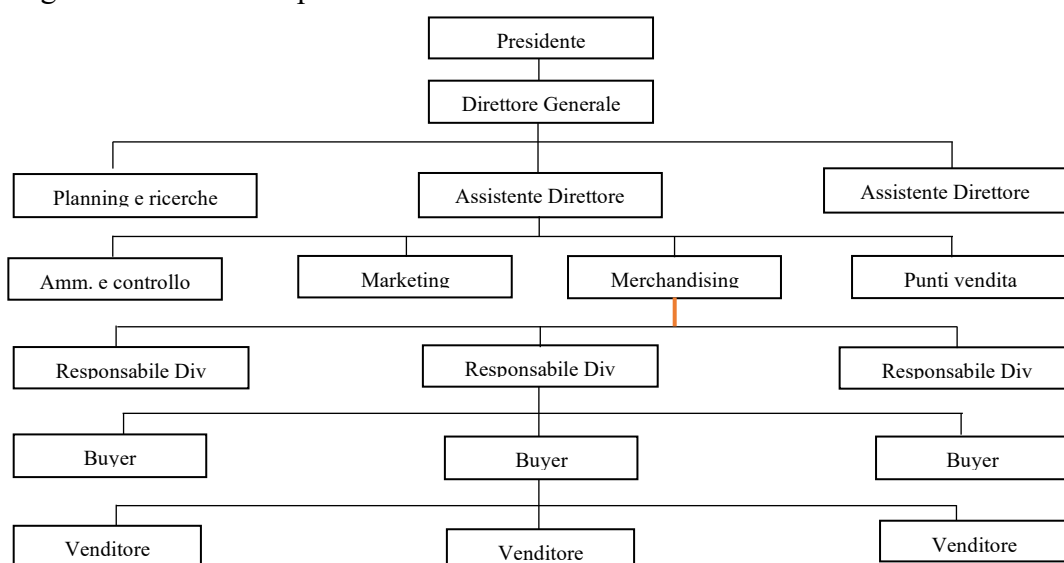 Presidente
Direttore Generale
Planning e ricerche
Assistente Direttore
Assistente Direttore
Amm. e controllo
Marketing
Merchandising
Punti vendita
Responsabile Div
Responsabile Div
Responsabile Div
Buyer
Buyer
Buyer
Venditore
Venditore
Venditore